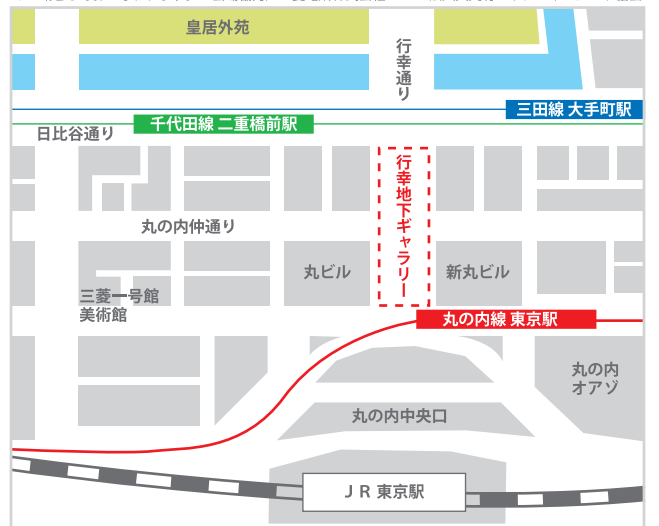 皇居外苑
行幸通り
三田線 大手町駅
千代田線 二重橋前駅
日比谷通り
行幸地下ギャラリー
丸の内仲通り
丸ビル
新丸ビル
三菱一号館
美術館
丸の内線 東京駅
丸の内
オアゾ
丸の内中央口
JR 東京駅